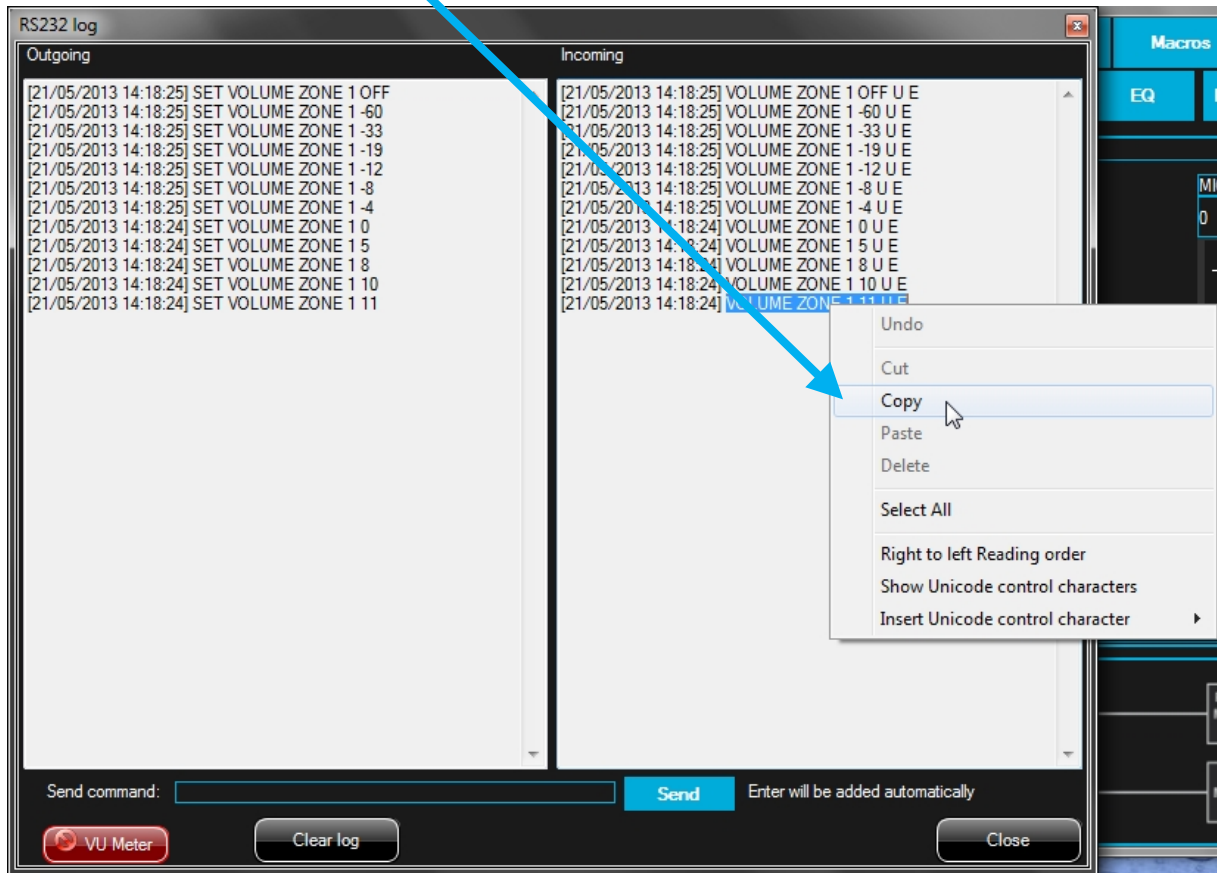 RS232 log
Outgoing
[21/05/2013 14:18:25] SET VOLUME ZONE 1 OFF
[21/05/2013 14:18:25] SET VOLUME ZONE 1 -60
[21/05/2013 14:18:25] SET VOLUME ZONE 1 -33
[21/05/2013 14:18:25] SET VOLUME ZONE 1 -19
[21/05/2013 14:18:25] SET VOLUME ZONE 1 -12
[21/05/2013 14:18:25] SET VOLUME ZONE 1 -8
[21/05/2013 14:18:25] SET VOLUME ZONE 1 -4
[21/05/2013 14:18:24] SET VOLUME ZONE 1 0
[21/05/2013 14:18:24] SET VOLUME ZONE 1 5
[21/05/2013 14:18:24] SET VOLUME ZONE 1 8
[21/05/2013 14:18:24] SET VOLUME ZONE 1 10
[21/05/2013 14:18:24] SET VOLUME ZONE 1 11
Incoming
[21/05/2013 14:18:25] VOLUME ZONE 1 OFF U E
[21/05/2013 14:18:25] VOLUME ZONE 1 -60 U E
[21/05/2013 14:18:25] VOLUME ZONE 1 -33 U E
[21/05/2013 14:18:25] VOLUME ZONE 1 -19 U E
[21/05/2013 14:18:25] VOLUME ZONE 1 -12 U E
[21/05/2013 14:18:25] VOLUME ZONE 1 -8 U E
[21/05/2013 14:18:25] VOLUME ZONE 1 -4 U E
[21/05/2013 14:18:24] VOLUME ZONE 1 0 U E
[21/05/2013 14:18:24] VOLUME ZONE 1 5 U E
[21/05/2013 14:18:24] VOLUME ZONE 1 8 U E
[21/05/2013 14:18:24] VOLUME ZONE 1 10 U E
[21/05/2013 14:18:24] VOLUME ZONE 1 11 U E
Undo
Cut
Copy
Paste
Delete
Select All
Right to left Reading order
Show Unicode control characters
Insert Unicode control character
Send command:
Send
Enter will be added automatically
VU Meter
Clear log
Close
Macros
EQ
0